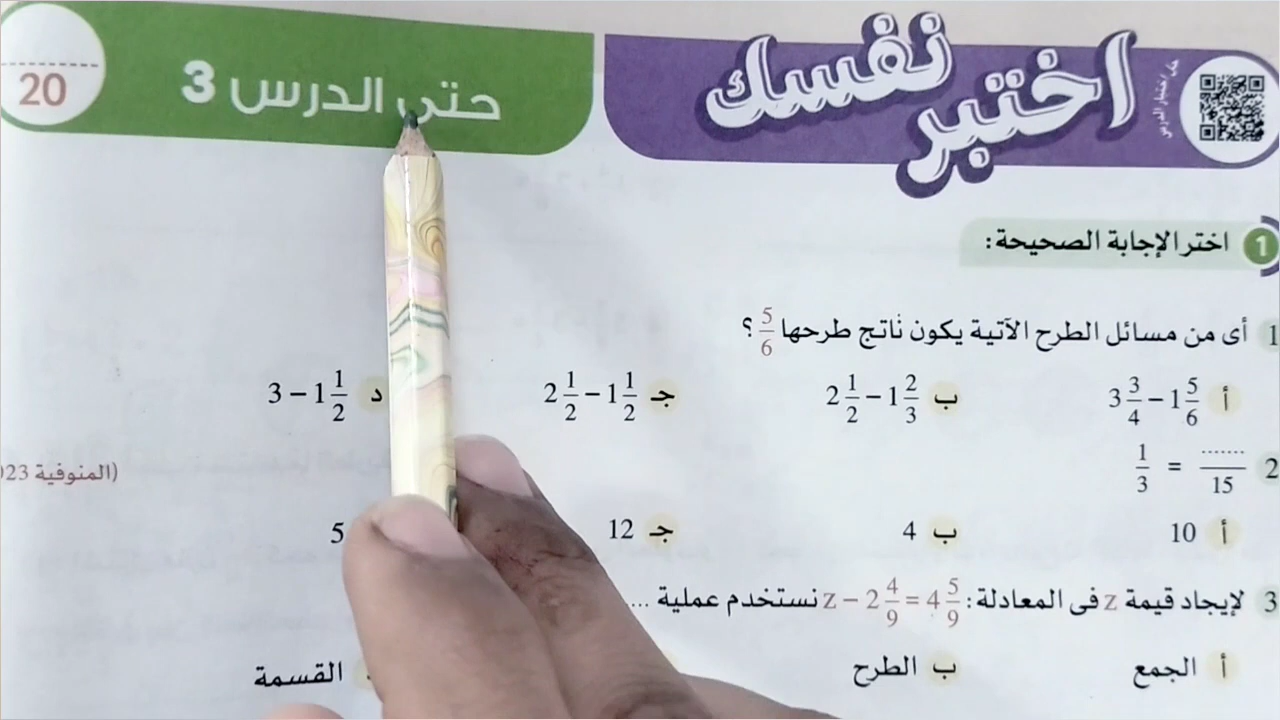 اختبر نفسك
حتى الدرس 3
20
1 اختر الإجابة الصحيحة:
1 أى من مسائل الطرح الآتية يكون ناتج طرحها 5/6 ؟
أ 3 3/4 − 1 5/6 ب 2 1/2 − 1 2/3 جـ 2 1/2 − 1 1/2 د 3 − 1 1/2
2 1/3 = ......./15 (المنوفية
أ 10 ب 4 جـ 12 5
3 لإيجاد قيمة z فى المعادلة: z − 2 4/9 = 4 5/9 نستخدم عملية ...
أ الجمع ب الطرح القسمة